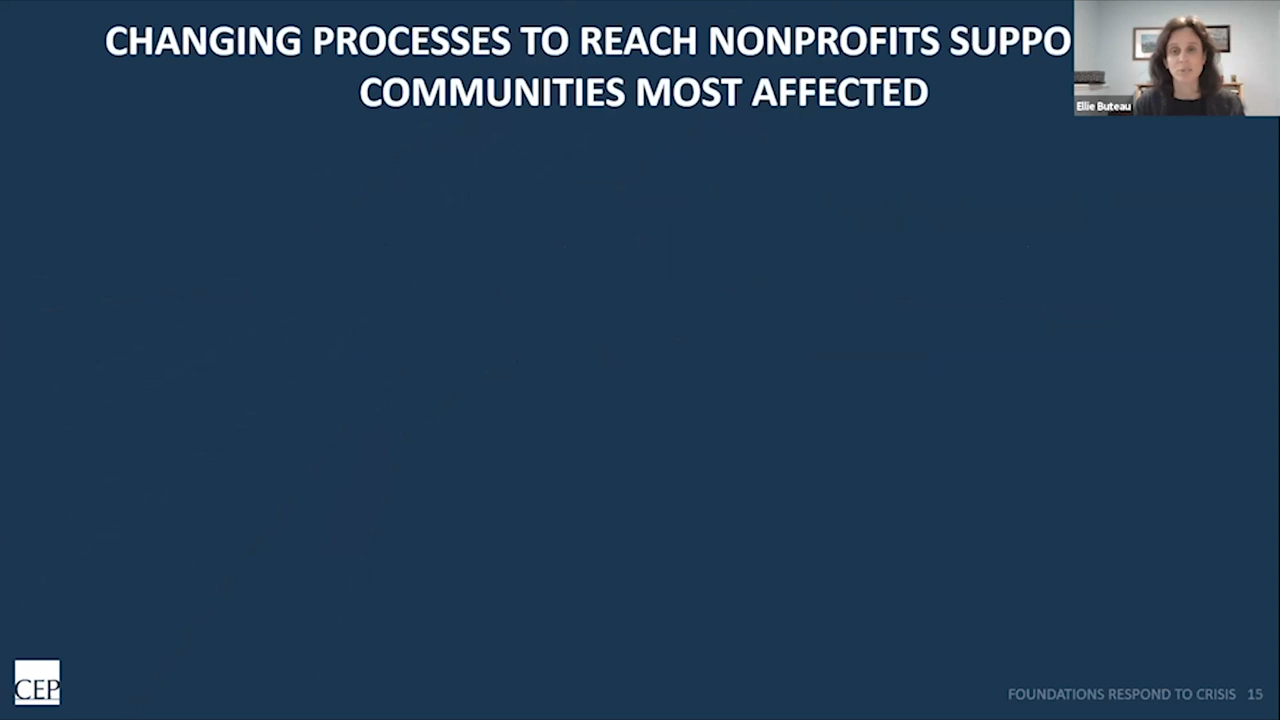 CHANGING PROCESSES TO REACH NONPROFITS SUPPO
COMMUNITIES MOST AFFECTED
Ellie Buteau
CEP
FOUNDATIONS RESPOND TO CRISIS 15